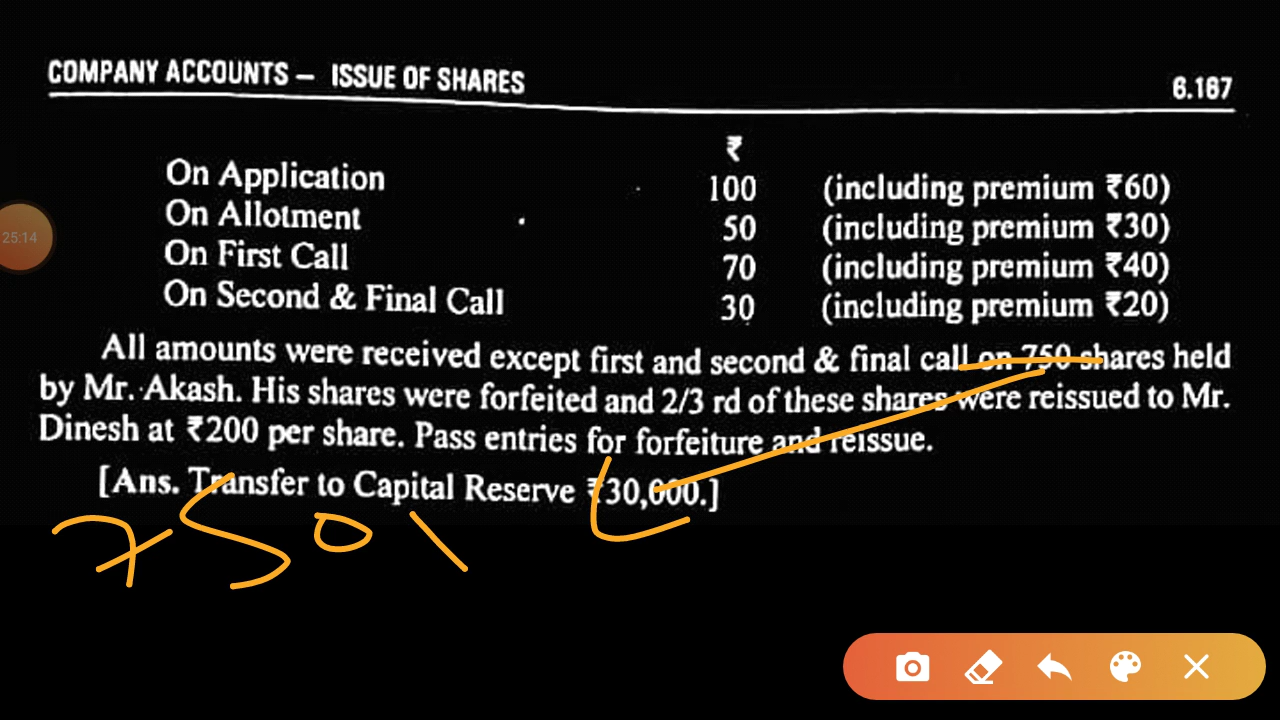 COMPANY ACCOUNTS – ISSUE OF SHARES 6.167
₹
On Application 100 (including premium ₹60)
On Allotment 50 (including premium ₹30)
On First Call 70 (including premium ₹40)
On Second & Final Call 30 (including premium ₹20)
25:14
All amounts were received except first and second & final call on 750 shares held
by Mr. Akash. His shares were forfeited and 2/3 rd of these shares were reissued to Mr.
Dinesh at ₹200 per share. Pass entries for forfeiture and reissue.
[Ans. Transfer to Capital Reserve ₹30,000.]
750